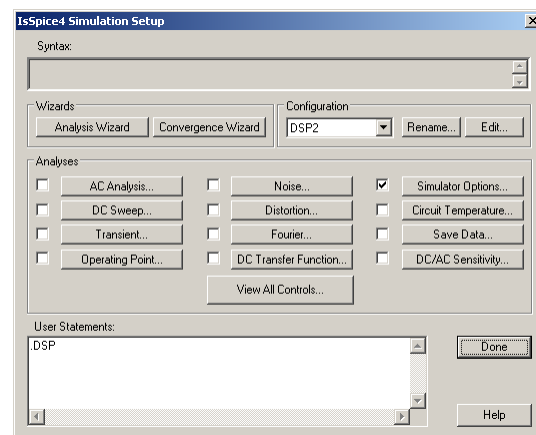 IsSpice4 Simulation Setup
Syntax:
Wizards
Analysis Wizard
Convergence Wizard
Configuration
DSP2
Rename...
Edit...
Analyses
AC Analysis...
Noise...
Simulator Options...
DC Sweep...
Distortion...
Circuit Temperature...
Transient...
Fourier...
Save Data...
Operating Point...
DC Transfer Function...
DC/AC Sensitivity...
View All Controls...
User Statements:
.DSP
Done
Help